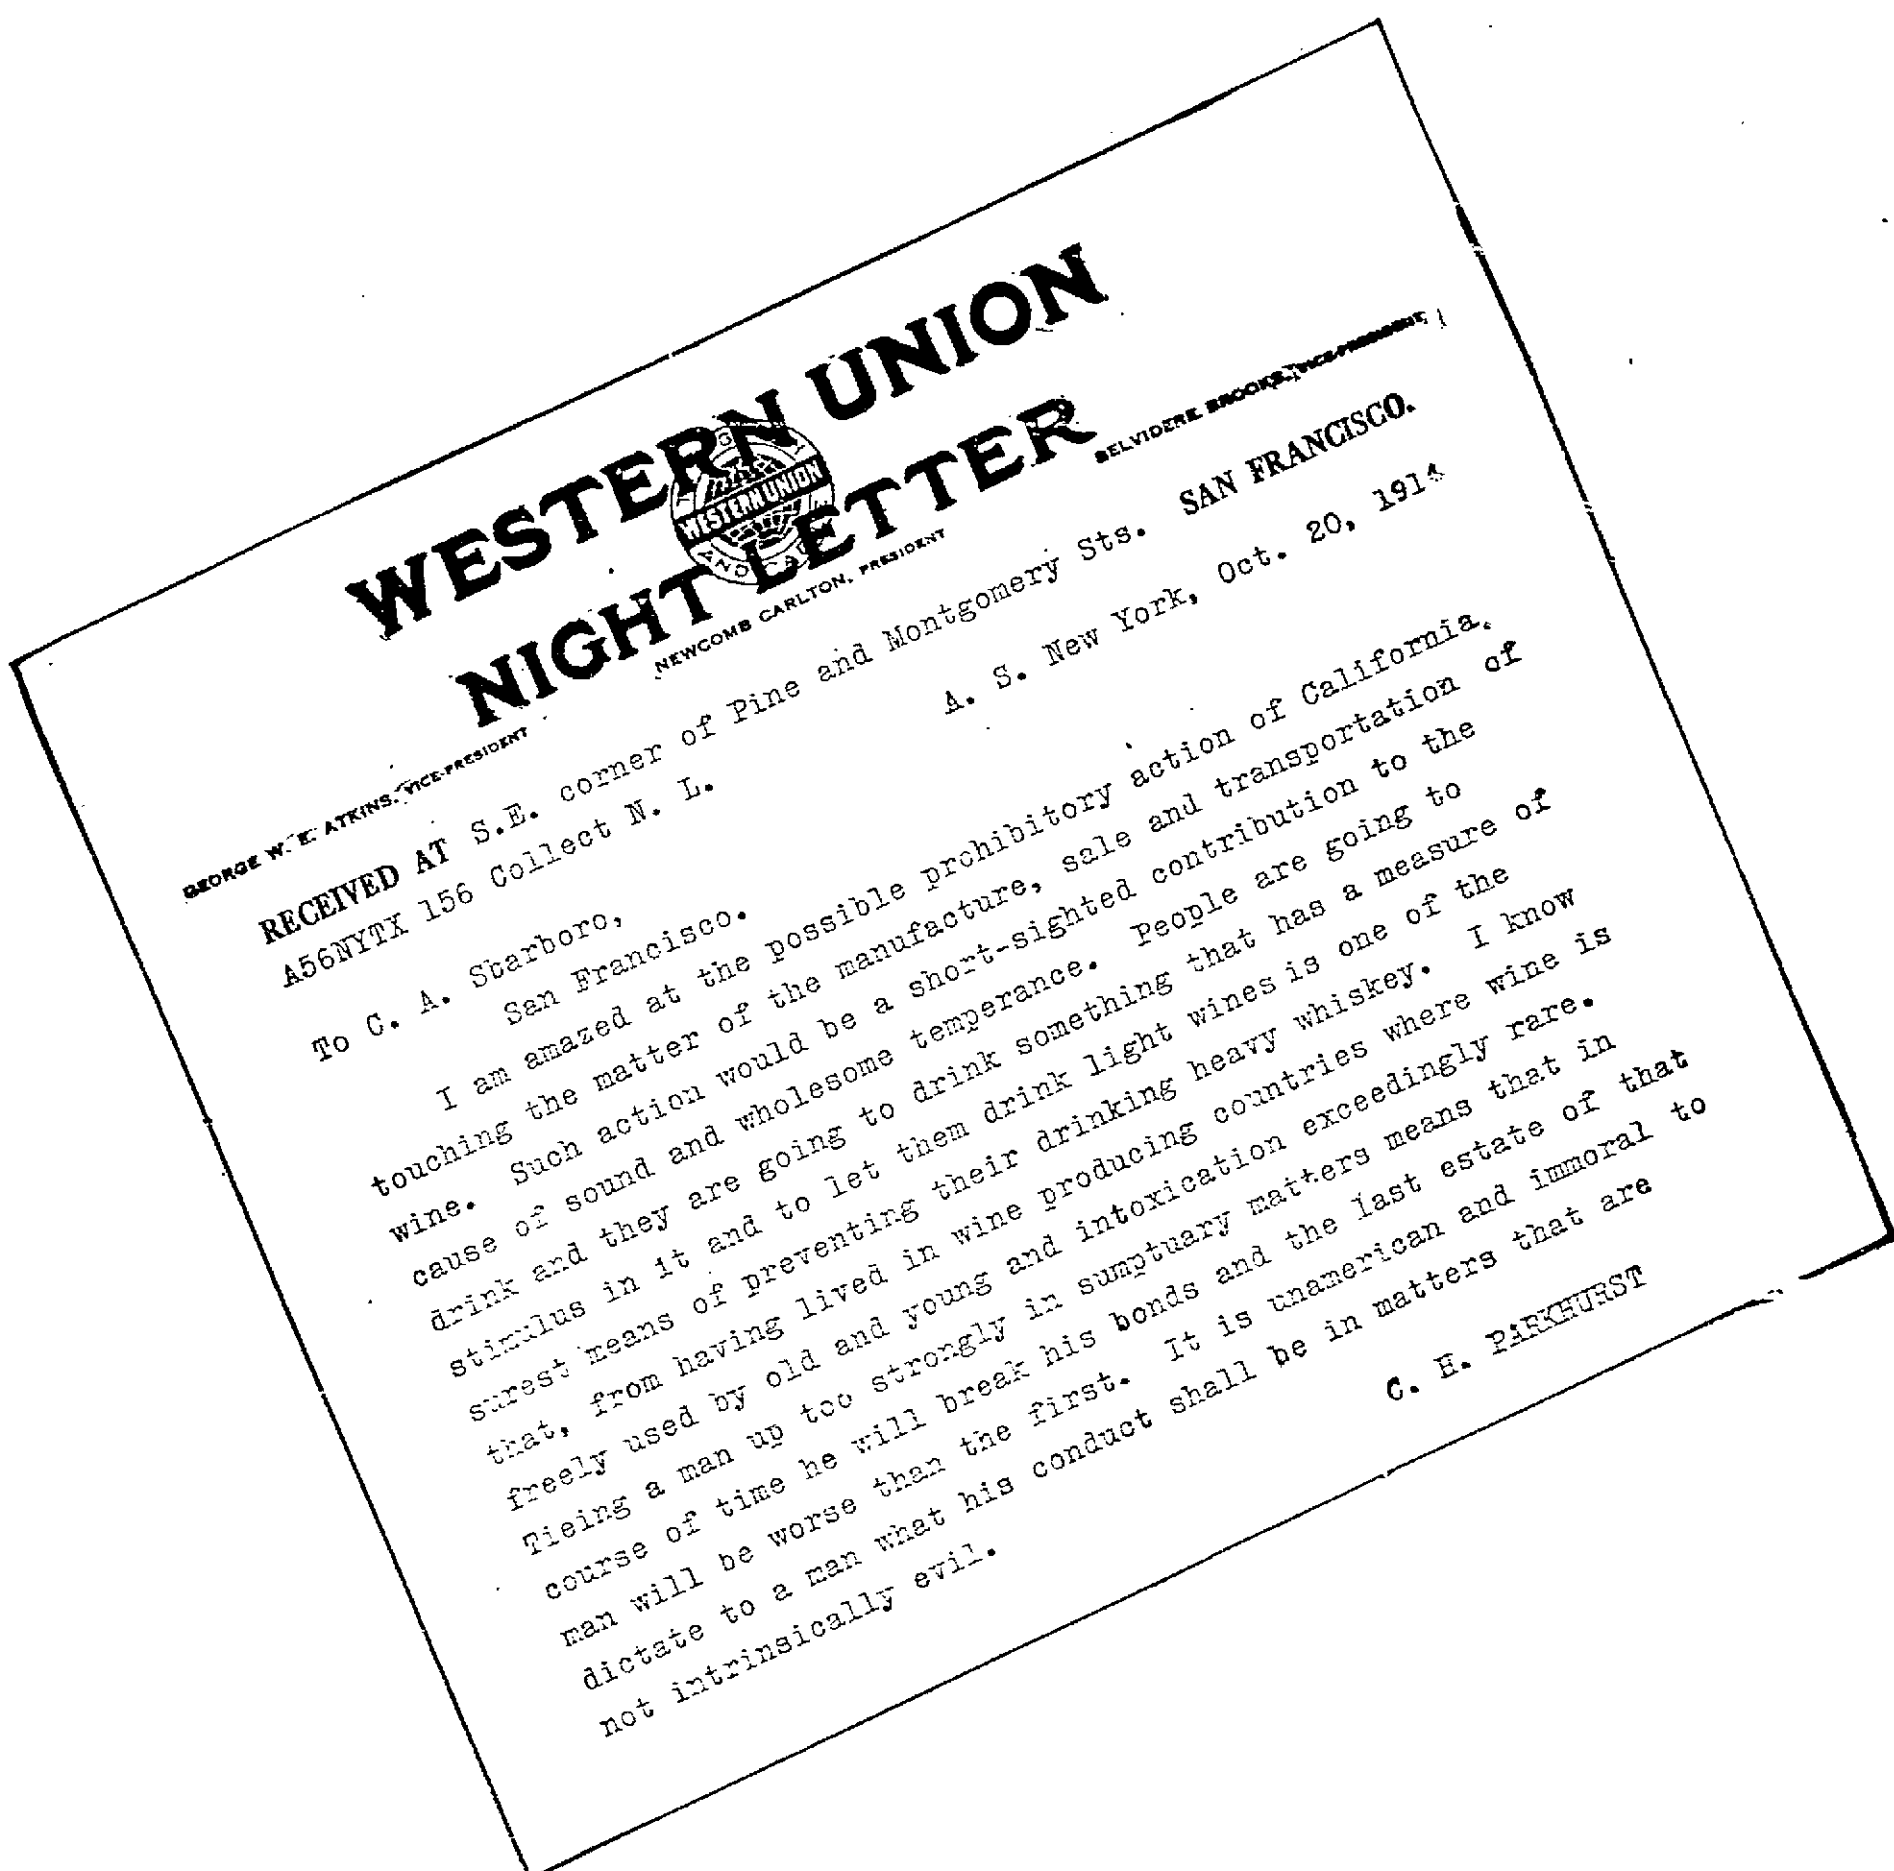 WESTERN UNION
WESTERN UNION
NIGHT LETTER
GEORGE W. E. ATKINS, VICE-PRESIDENT NEWCOMB CARLTON, PRESIDENT BELVIDERE BROOKS, VICE-PRESIDENT
RECEIVED AT S.E. corner of Pine and Montgomery Sts. SAN FRANCISCO.
A56NYTX 156 Collect N. L. A. S. New York, Oct. 20, 1914
To C. A. Starboro,
San Francisco.
I am amazed at the possible prohibitory action of California.
touching the matter of the manufacture, sale and transportation of
wine. Such action would be a short-sighted contribution to the
cause of sound and wholesome temperance. People are going to
drink and they are going to drink something that has a measure of
stimulus in it and to let them drink light wines is one of the
surest means of preventing their drinking heavy whiskey. I know
that, from having lived in wine producing countries where wine is
freely used by old and young and intoxication exceedingly rare.
Tieing a man up too strongly in sumptuary matters means that in
course of time he will break his bonds and the last estate of that
man will be worse than the first. It is unamerican and immoral to
dictate to a man what his conduct shall be in matters that are
not intrinsically evil.
C. H. PARKHURST